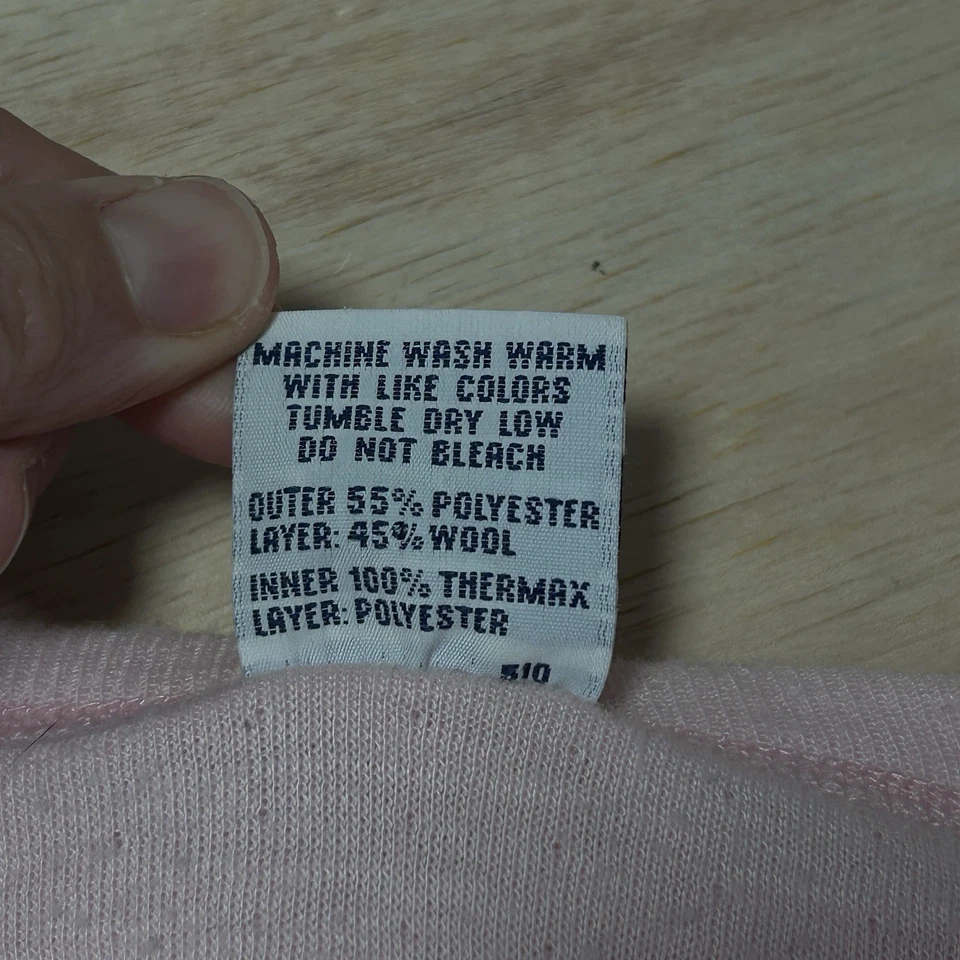 MACHINE WASH WARM
WITH LIKE COLORS
TUMBLE DRY LOW
DO NOT BLEACH
OUTER 55% POLYESTER
LAYER: 45% WOOL
INNER 100% THERMAX
LAYER: POLYESTER
510